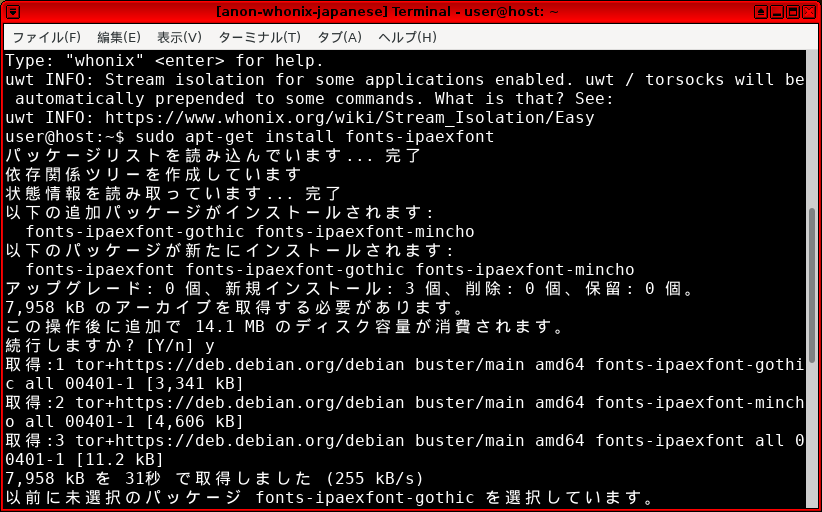 [anon-whonix-japanese] Terminal - user@host: ~
ファイル(F) 編集(E) 表示(V) ターミナル(T) タブ(A) ヘルプ(H)
Type: "whonix" <enter> for help.
uwt INFO: Stream isolation for some applications enabled. uwt / torsocks will be
 automatically prepended to some commands. What is that? See:
uwt INFO: https://www.whonix.org/wiki/Stream_Isolation/Easy
user@host:~$ sudo apt-get install fonts-ipaexfont
パッケージリストを読み込んでいます... 完了
依存関係ツリーを作成しています
状態情報を読み取っています... 完了
以下の追加パッケージがインストールされます:
  fonts-ipaexfont-gothic fonts-ipaexfont-mincho
以下のパッケージが新たにインストールされます:
  fonts-ipaexfont fonts-ipaexfont-gothic fonts-ipaexfont-mincho
アップグレード: 0 個、新規インストール: 3 個、削除: 0 個、保留: 0 個。
7,958 kB のアーカイブを取得する必要があります。
この操作後に追加で 14.1 MB のディスク容量が消費されます。
続行しますか? [Y/n] y
取得:1 tor+https://deb.debian.org/debian buster/main amd64 fonts-ipaexfont-gothi
c all 00401-1 [3,341 kB]
取得:2 tor+https://deb.debian.org/debian buster/main amd64 fonts-ipaexfont-minch
o all 00401-1 [4,606 kB]
取得:3 tor+https://deb.debian.org/debian buster/main amd64 fonts-ipaexfont all 0
0401-1 [11.2 kB]
7,958 kB を 31秒 で取得しました (255 kB/s)
以前に未選択のパッケージ fonts-ipaexfont-gothic を選択しています。